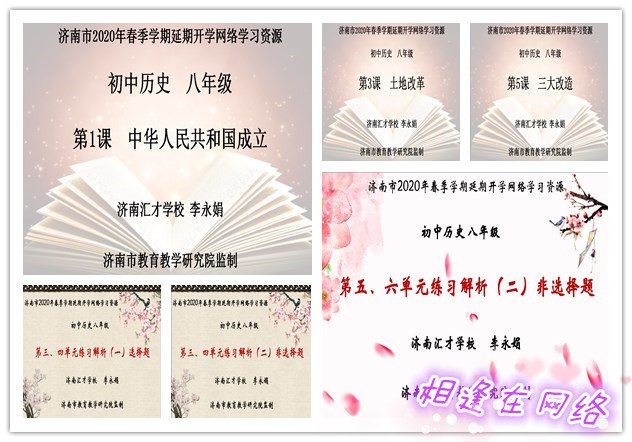 济南市2020年春季学期延期开学网络学习资源
初中历史 八年级
第1课 中华人民共和国成立
济南汇才学校 李永娟
济南市教育教学研究院监制
济南市2020年春季学期延期开学网络学习资源
初中历史 八年级
第3课 土地改革
济南汇才学校 李永娟
济南市教育教学研究院监制
济南市2020年春季学期延期开学网络学习资源
初中历史 八年级
第5课 三大改造
济南汇才学校 李永娟
济南市教育教学研究院监制
济南市2020年春季学期延期开学网络学习资源
初中历史八年级
第五、六单元练习解析（二）非选择题
济南汇才学校 李永娟
济南
制
相逢在网络
济南市2020年春季学期延期开学网络学习资源
初中历史八年级
第三、四单元练习解析（一）选择题
济南汇才学校 李永娟
济南市教育教学研究院监制
济南市2020年春季学期延期开学网络学习资源
初中历史八年级
第三、四单元练习解析（二）非选择题
济南汇才学校 李永娟
济南市教育教学研究院监制